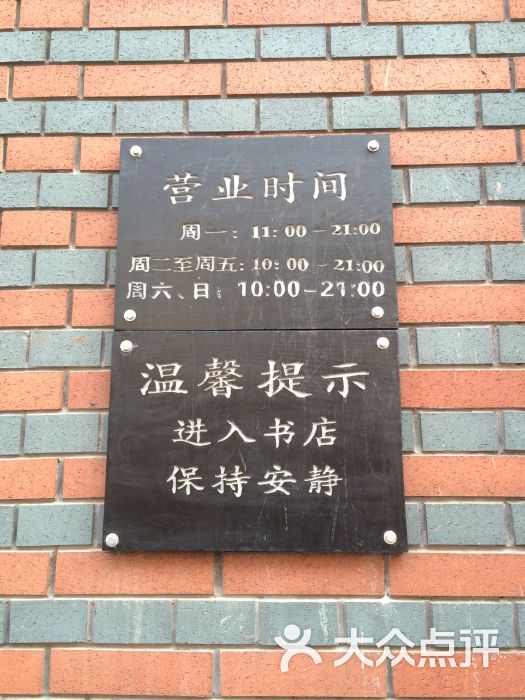 营业时间
周一：11:00－21:00
周二至周五：10:00－21:00
周六、日：10:00－21:00
温馨提示
进入书店
保持安静
大众点评